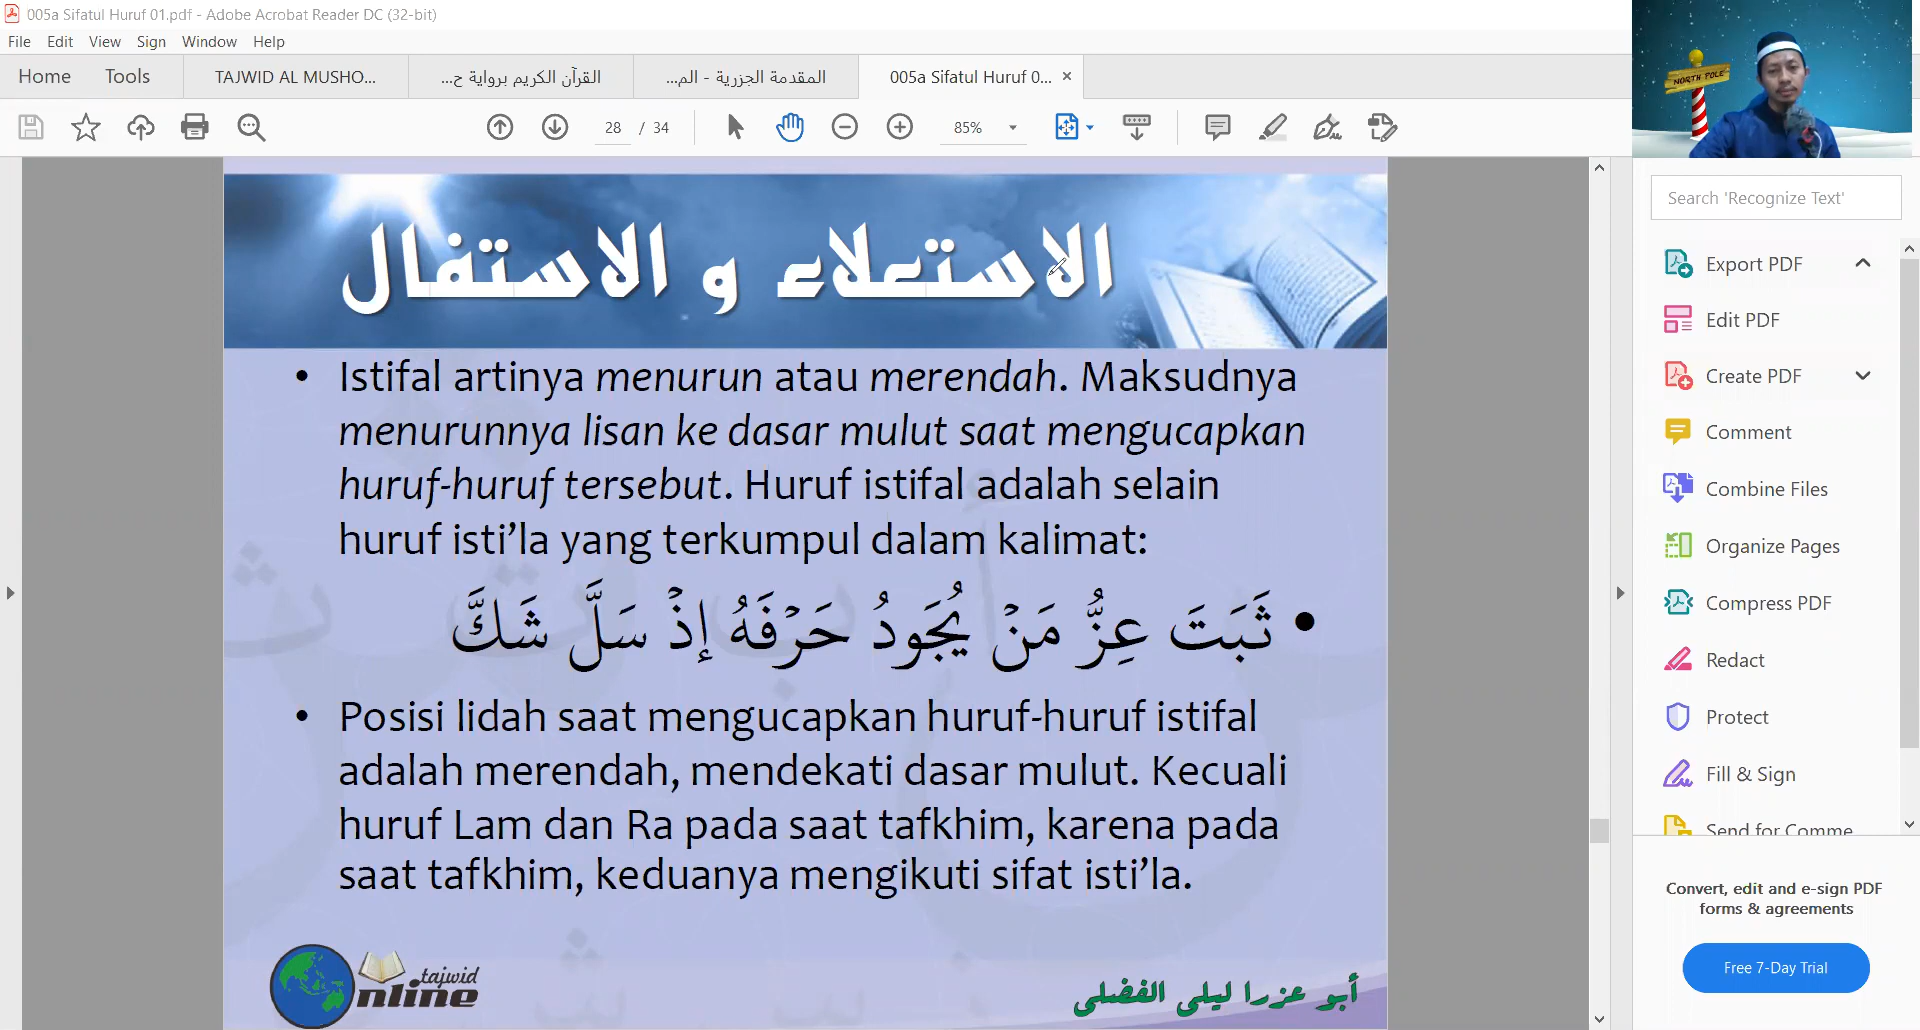 005a Sifatul Huruf 01.pdf - Adobe Acrobat Reader DC (32-bit)
File Edit View Sign Window Help
Home Tools TAJWID AL MUSHO... القرآن الكريم برواية ح... المقدمة الجزرية - الم... 005a Sifatul Huruf 0... ×
28 / 34 85%
NORTH POLE
الاستعلاء و الاستفال
• Istifal artinya menurun atau merendah. Maksudnya
menurunnya lisan ke dasar mulut saat mengucapkan
huruf-huruf tersebut. Huruf istifal adalah selain
huruf isti’la yang terkumpul dalam kalimat:
• ثَبَتَ عِزُّ مَنْ يُجَودُ حَرْفَهُ إذْ سَلَّ شَكَّ
• Posisi lidah saat mengucapkan huruf-huruf istifal
adalah merendah, mendekati dasar mulut. Kecuali
huruf Lam dan Ra pada saat tafkhim, karena pada
saat tafkhim, keduanya mengikuti sifat isti’la.
tajwid
nline
أبو عزرا ليلى الفضلى
Search 'Recognize Text'
Export PDF
Edit PDF
Create PDF
Comment
Combine Files
Organize Pages
Compress PDF
Redact
Protect
Fill & Sign
Send for Comme
Convert, edit and e-sign PDF
forms & agreements
Free 7-Day Trial